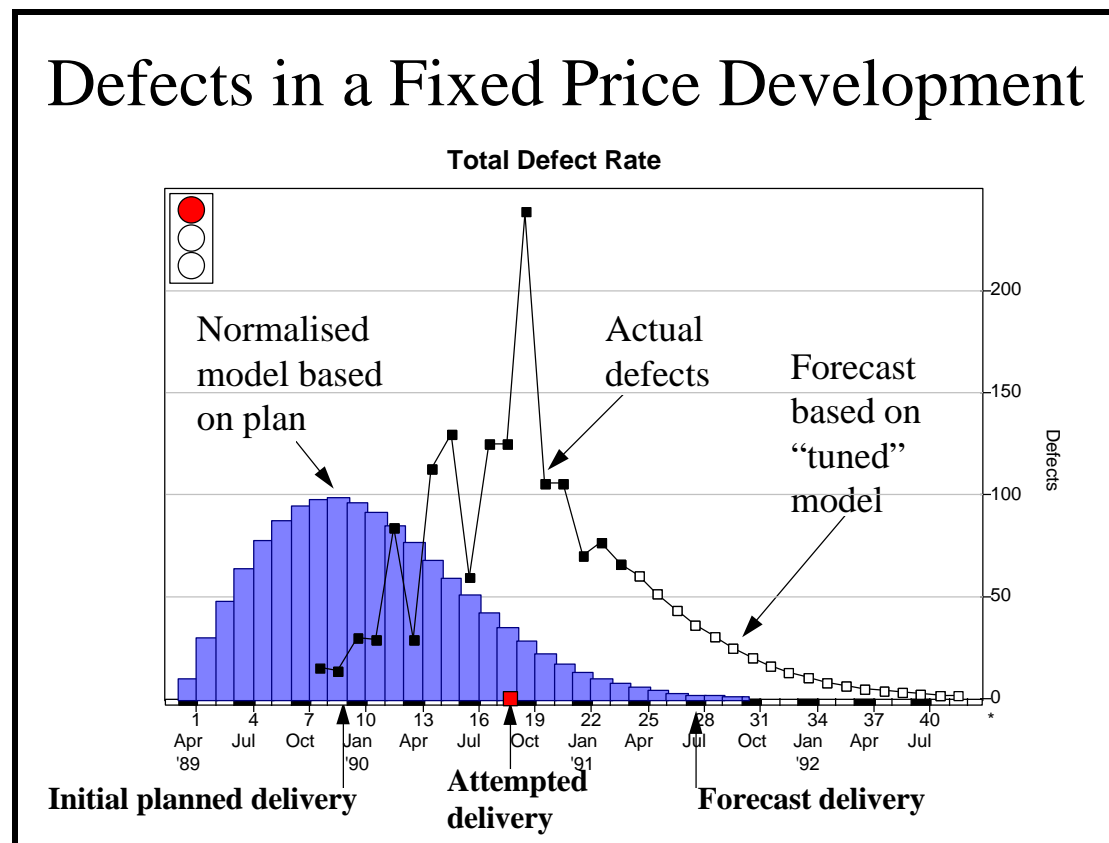 Defects in a Fixed Price Development
Total Defect Rate
Normalised
model based
on plan
Actual
defects
Forecast
based on
“tuned”
model
200
150
100
50
0
Defects
1 4 7 10 13 16 19 22 25 28 31 34 37 40 *
Apr Jul Oct Jan Apr Jul Oct Jan Apr Jul Oct Jan Apr Jul
'89 '90 '91 '92
Initial planned delivery
Attempted
delivery
Forecast delivery